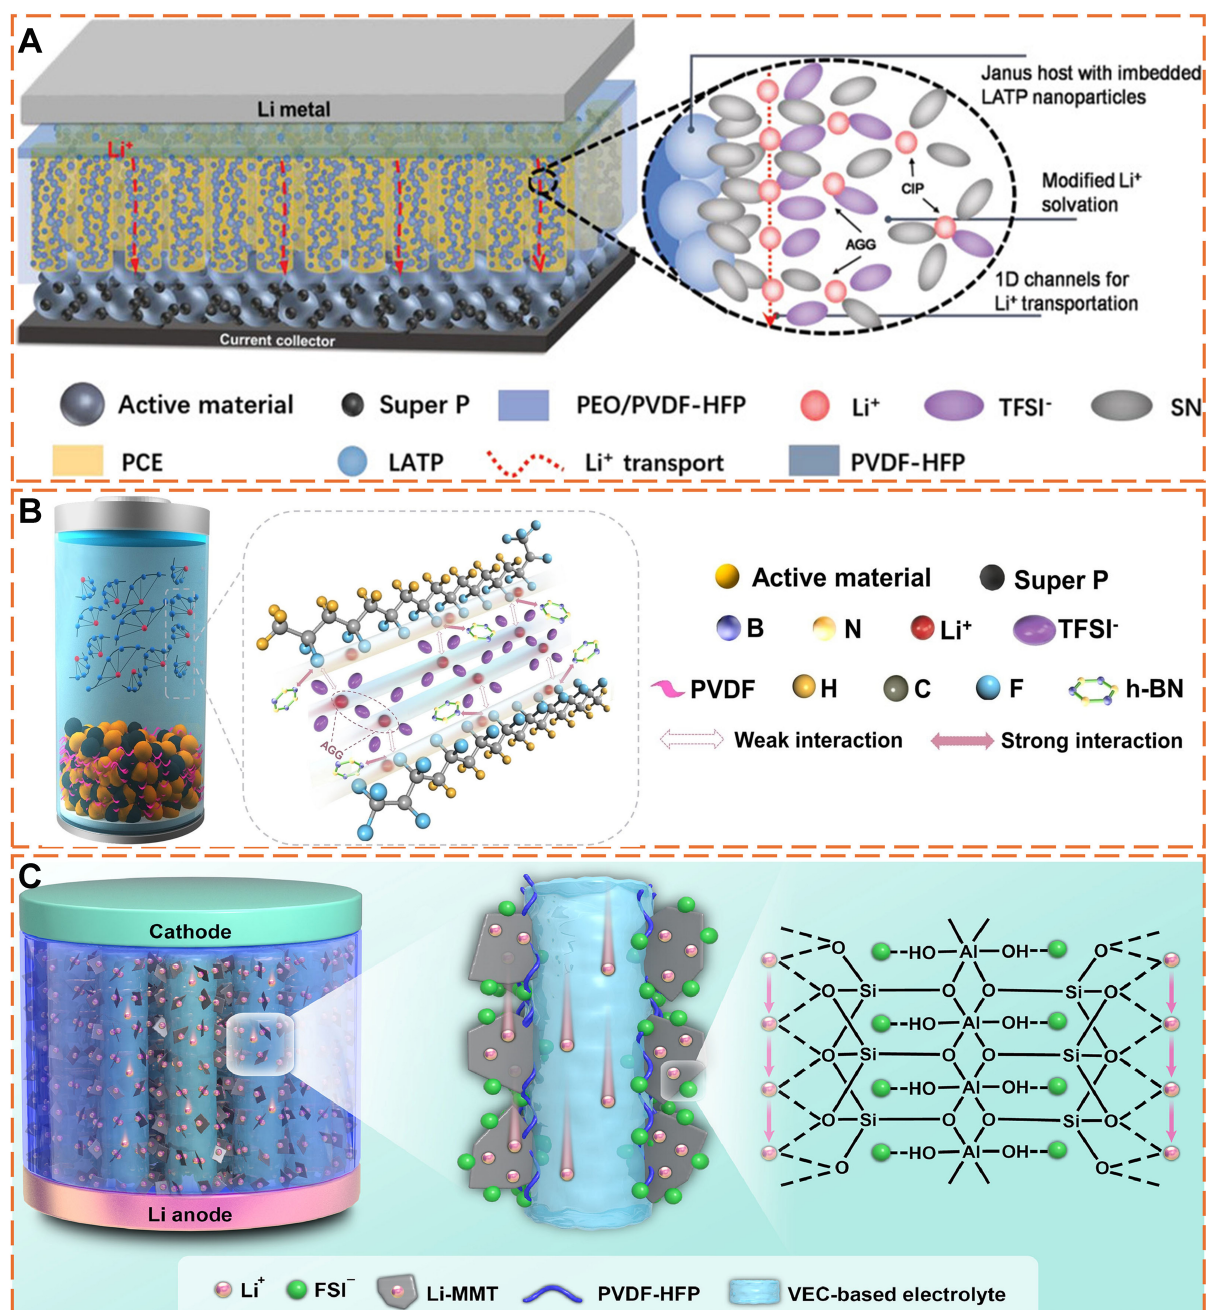 A
Li metal
Li⁺
Current collector
Janus host with imbedded
LATP nanoparticles
CIP
Modified Li⁺
solvation
AGG
1D channels for
Li⁺ transportation
Active material
Super P
PEO/PVDF-HFP
Li⁺
TFSI⁻
SN
PCE
LATP
Li⁺ transport
PVDF-HFP
B
AGG
Active material
Super P
B
N
Li⁺
TFSI⁻
PVDF
H
C
F
h-BN
Weak interaction
Strong interaction
C
Cathode
Li anode
O HO Al OH O
O Si O O Si O
HO Al OH
O Si O O Si O
HO Al OH
O Si O O Si O
O HO Al OH O
Li⁺
FSI⁻
Li-MMT
PVDF-HFP
VEC-based electrolyte